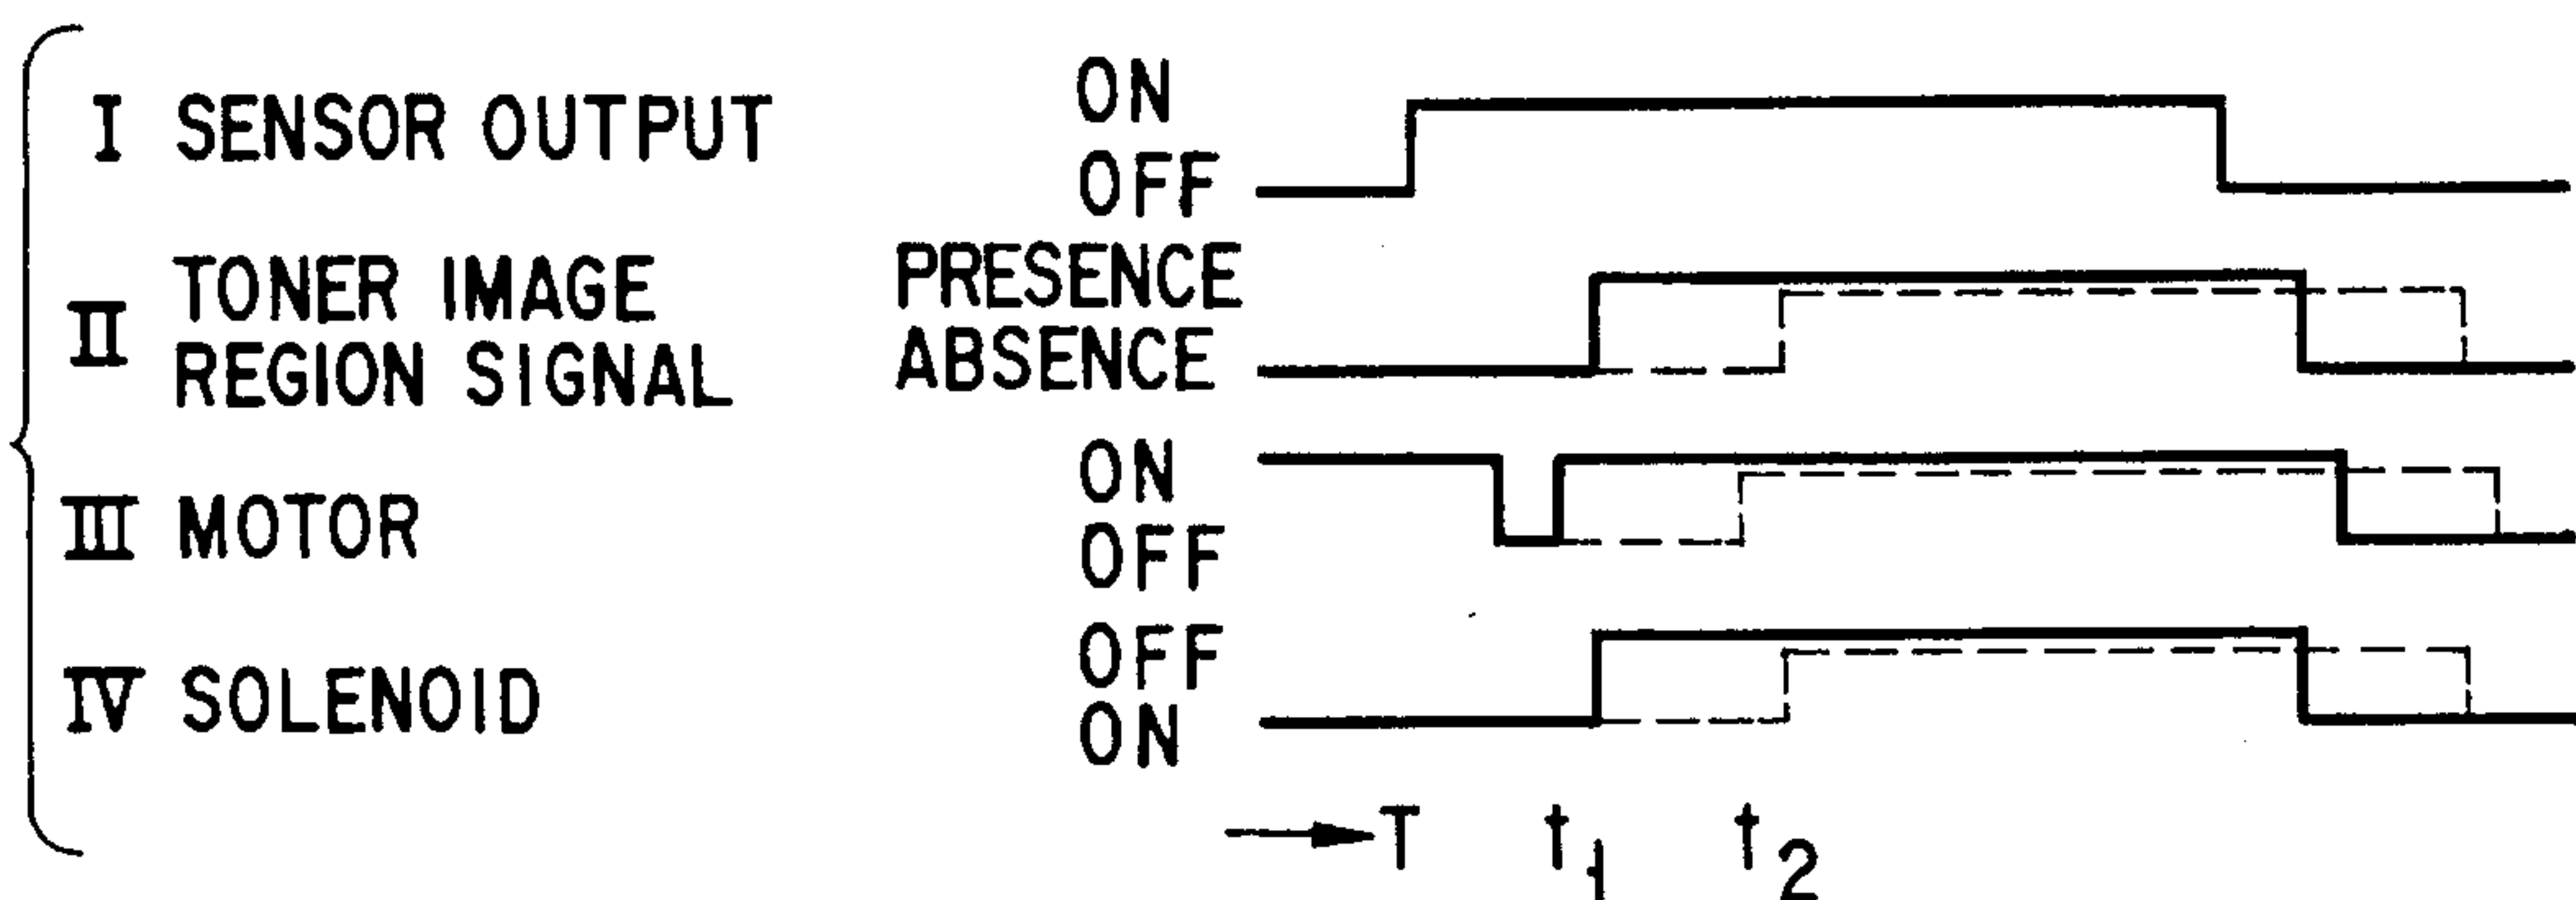 I SENSOR OUTPUT
ON
OFF
II TONER IMAGE
REGION SIGNAL
PRESENCE
ABSENCE
III MOTOR
ON
OFF
IV SOLENOID
OFF
ON
T t1 t2